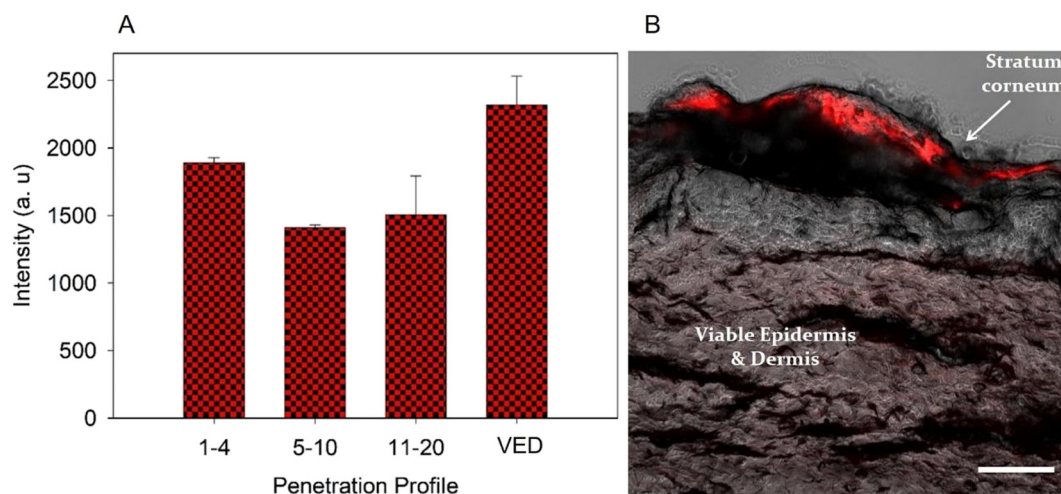 A
Intensity (a. u)
2500
2000
1500
1000
500
0
1-4
5-10
11-20
VED
Penetration Profile
B
Stratum
corneum
Viable Epidermis
& Dermis